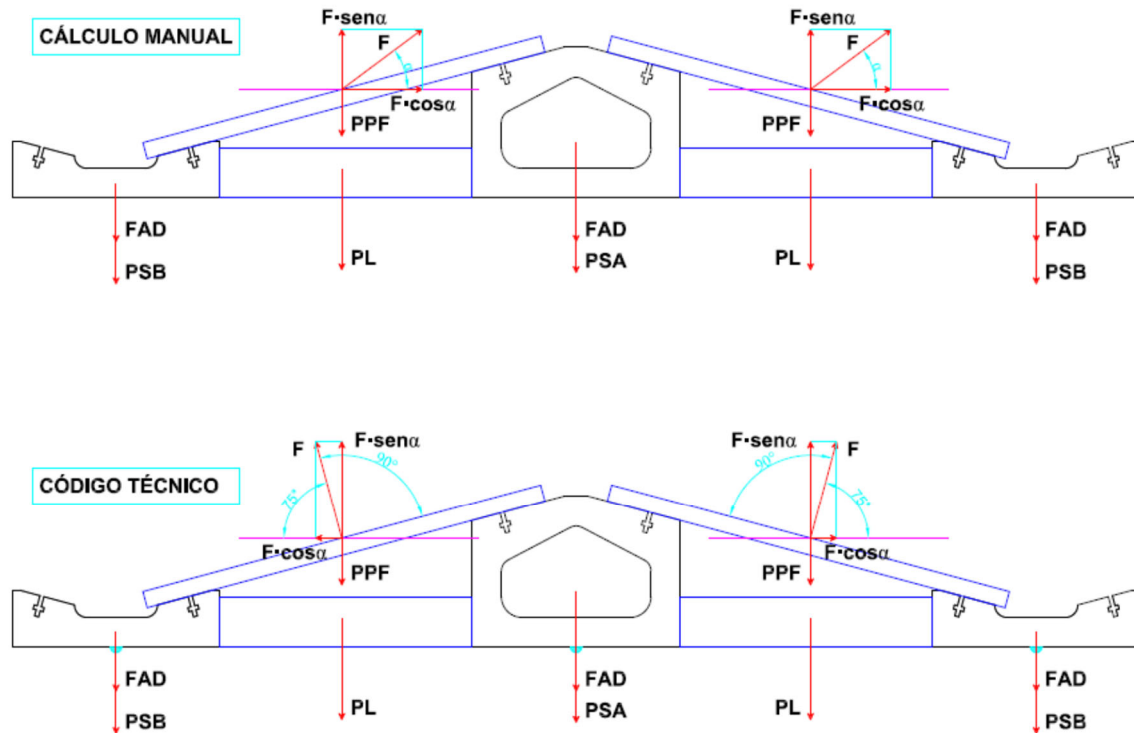 F·senα
F·senα
CÁLCULO MANUAL
F
F
α
α
F·cosα
F·cosα
PPF
PPF
FAD
FAD
FAD
PSB
PL
PSA
PL
PSB
F
F·senα
F·senα
F
90°
90°
CÓDIGO TÉCNICO
75°
75°
F·cosα
F·cosα
PPF
PPF
FAD
FAD
FAD
PSB
PL
PSA
PL
PSB